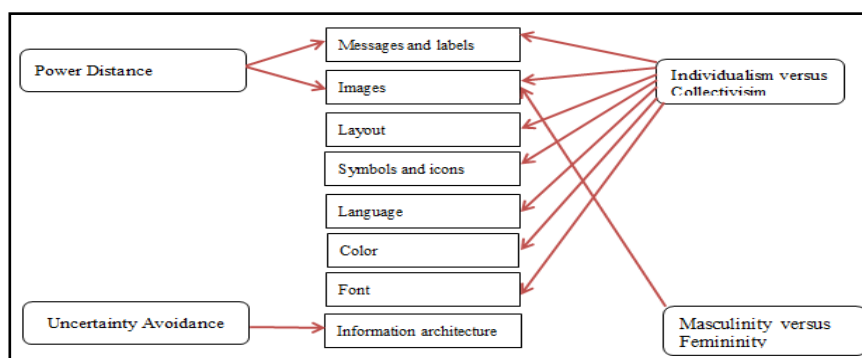 Messages and labels
Power Distance
Images
Individualism versus
Collectivism
Layout
Symbols and icons
Language
Color
Font
Uncertainty Avoidance
Information architecture
Masculinity versus
Femininity